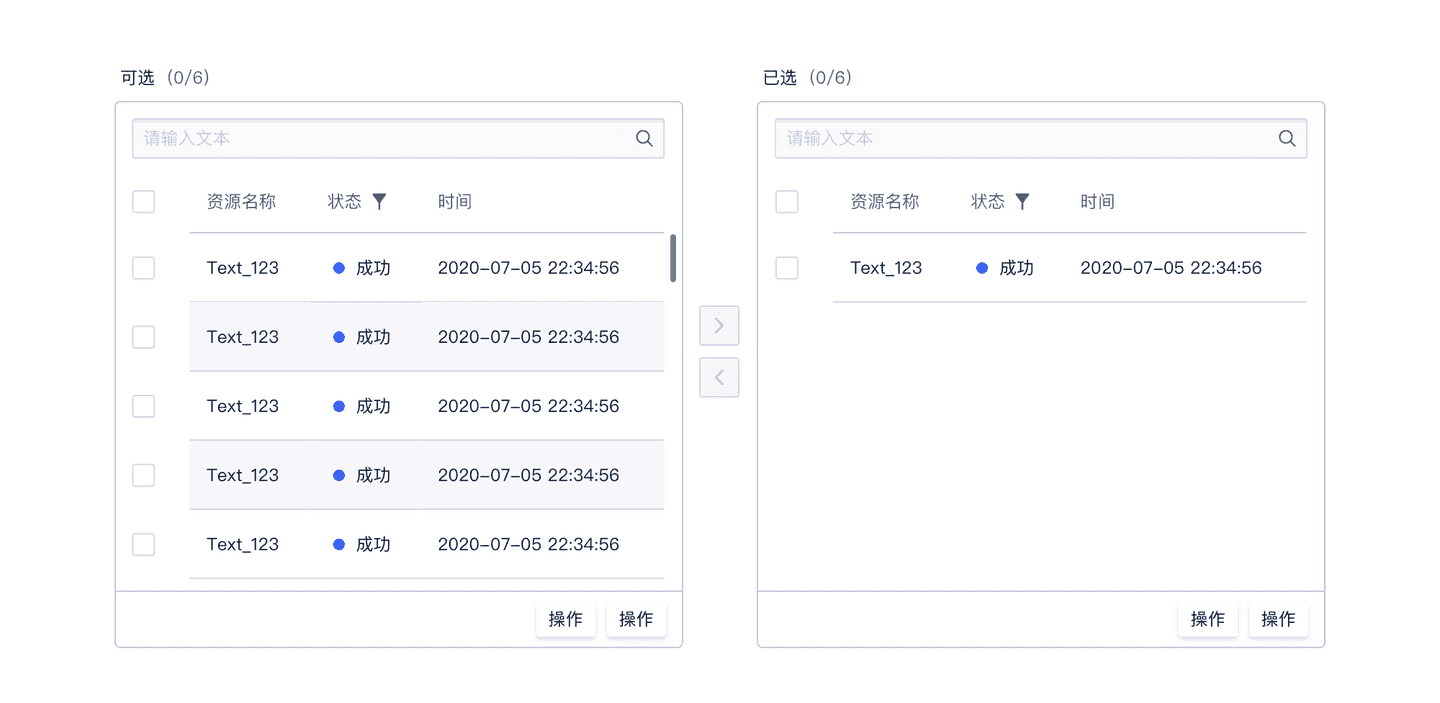 可选（0/6）
请输入文本
资源名称 状态 时间
Text_123 成功 2020-07-05 22:34:56
Text_123 成功 2020-07-05 22:34:56
Text_123 成功 2020-07-05 22:34:56
Text_123 成功 2020-07-05 22:34:56
Text_123 成功 2020-07-05 22:34:56
操作 操作
已选（0/6）
请输入文本
资源名称 状态 时间
Text_123 成功 2020-07-05 22:34:56
操作 操作